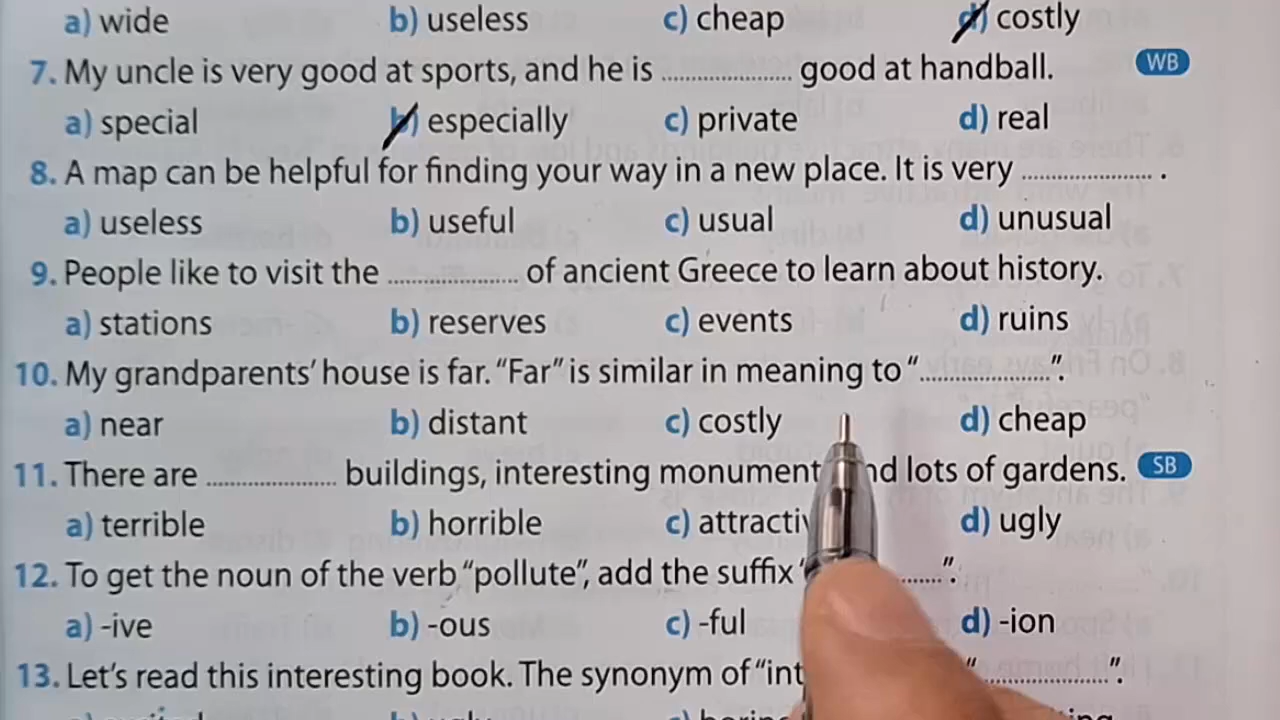 a) wide b) useless c) cheap d) costly
7. My uncle is very good at sports, and he is .................... good at handball. WB
a) special b) especially c) private d) real
8. A map can be helpful for finding your way in a new place. It is very .................... .
a) useless b) useful c) usual d) unusual
9. People like to visit the .................... of ancient Greece to learn about history.
a) stations b) reserves c) events d) ruins
10. My grandparents' house is far. "Far" is similar in meaning to "....................".
a) near b) distant c) costly d) cheap
11. There are .................... buildings, interesting lots of gardens. SB
a) terrible b) horrible c) d) ugly
12. To get the noun of the verb "pollute", add the suffix ..........".
a) -ive b) -ous c) -ful d) -ion
13. Let's read this interesting book. The synonym of "....................".